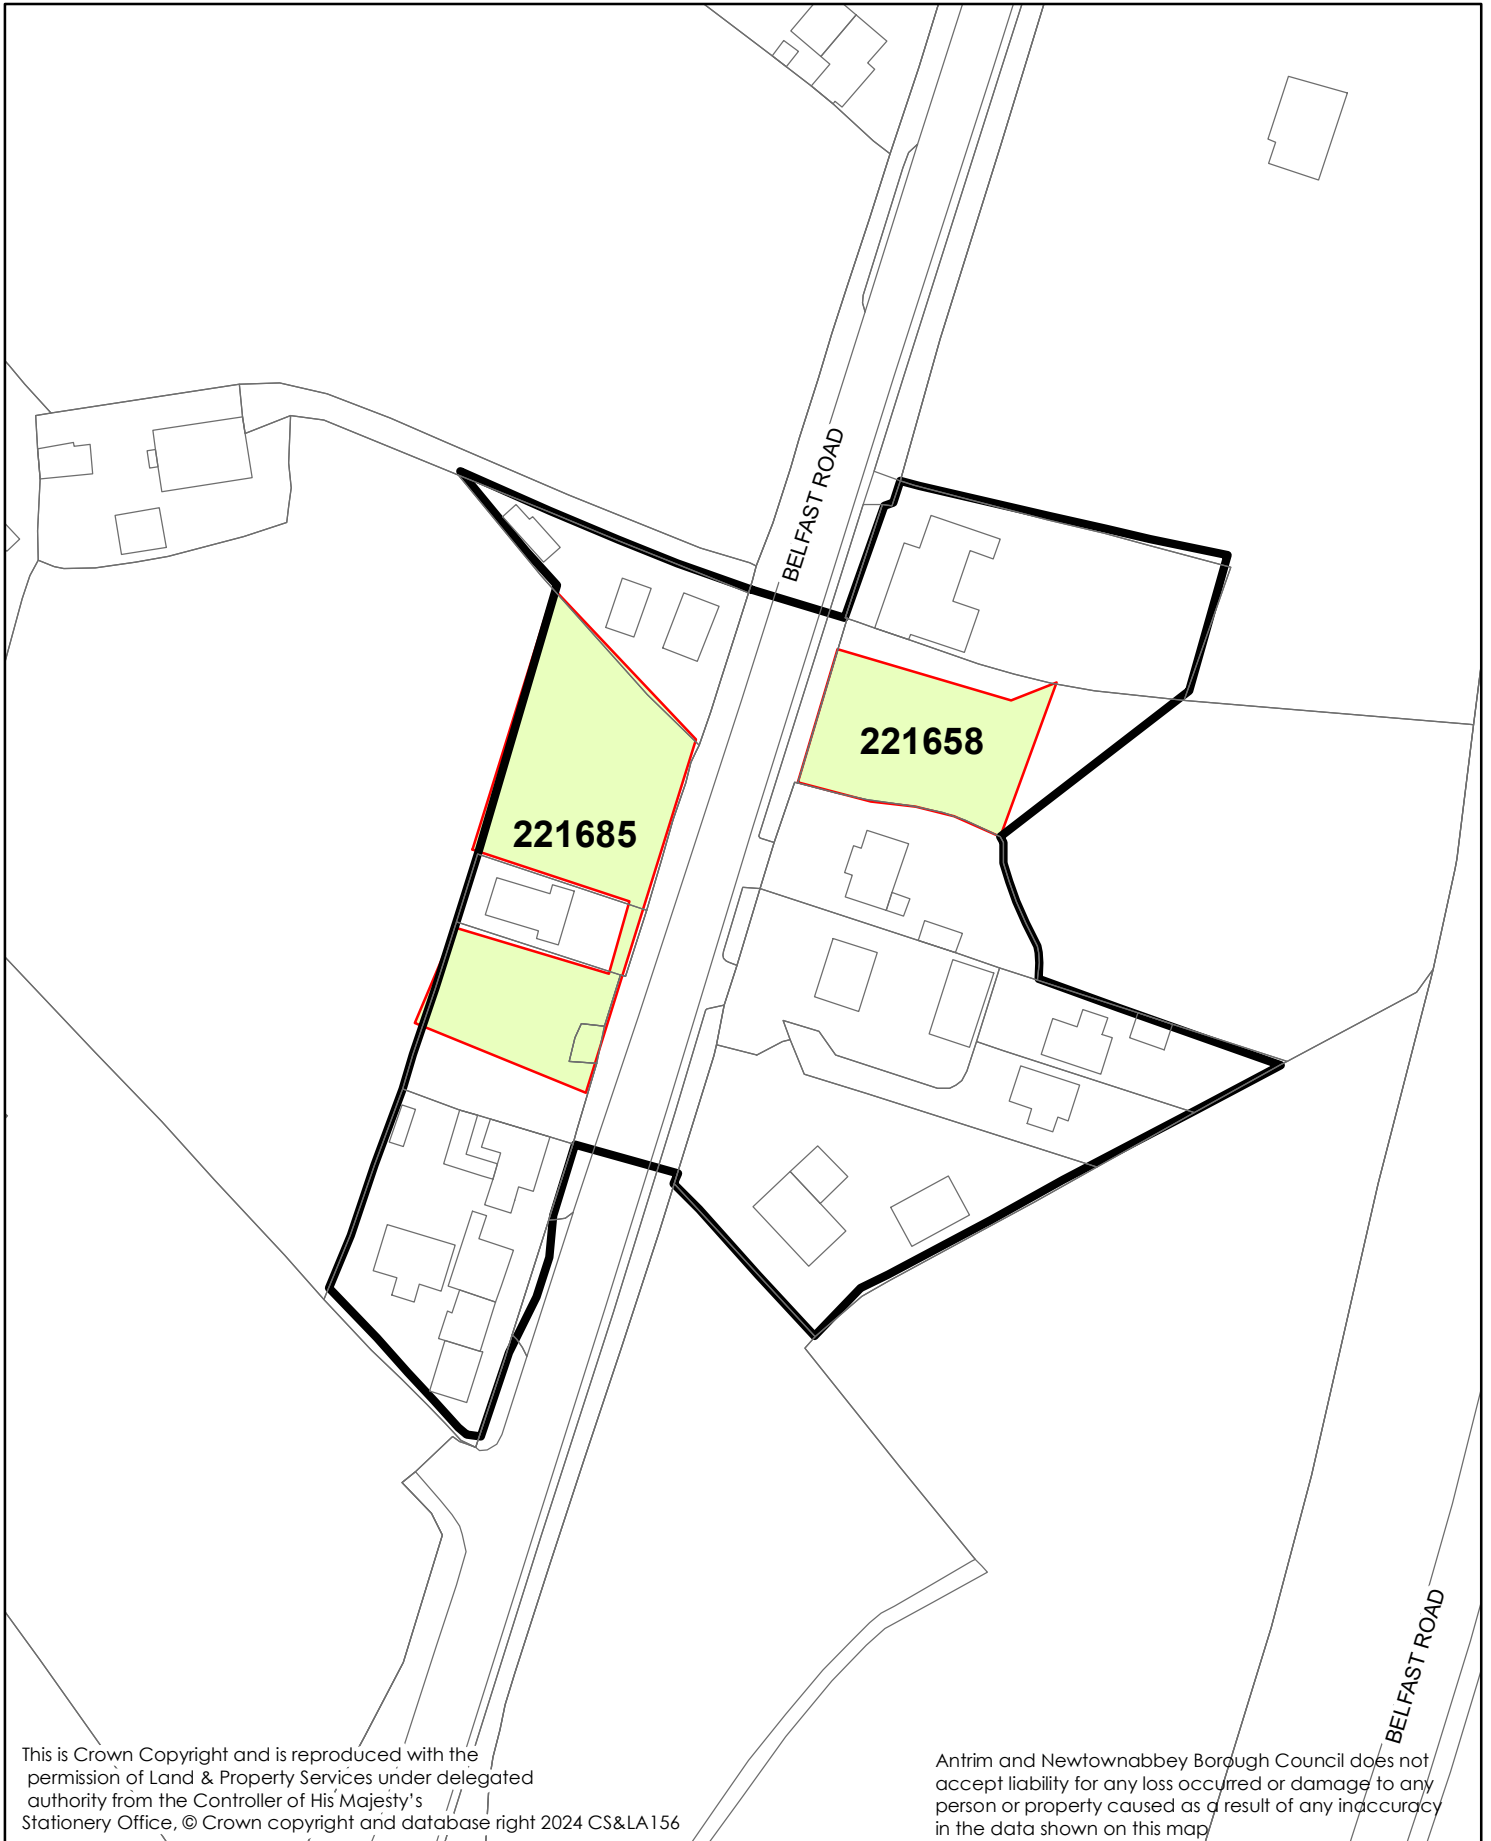 BELFAST ROAD
221658
221685
BELFAST ROAD
This is Crown Copyright and is reproduced with the
permission of Land & Property Services under delegated
authority from the Controller of His Majesty's
Stationery Office, © Crown copyright and database right 2024 CS&LA156
Antrim and Newtownabbey Borough Council does not
accept liability for any loss occurred or damage to any
person or property caused as a result of any inaccuracy
in the data shown on this map